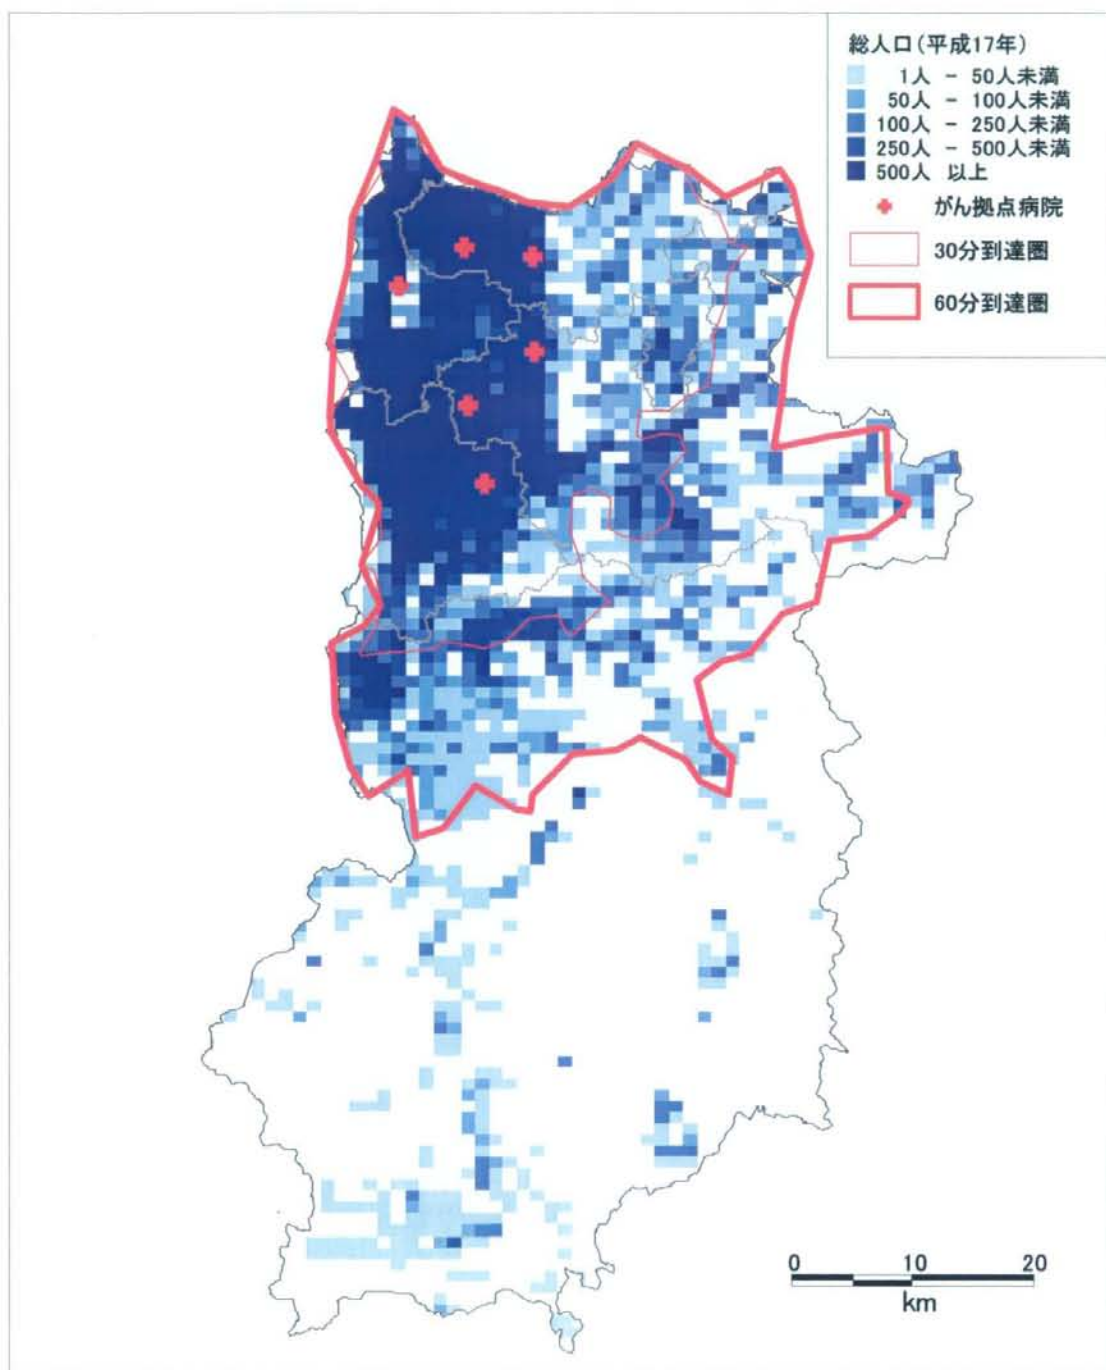 総人口(平成17年)
1人 - 50人未満
50人 - 100人未満
100人 - 250人未満
250人 - 500人未満
500人 以上
がん拠点病院
30分到達圏
60分到達圏
0 10 20
km